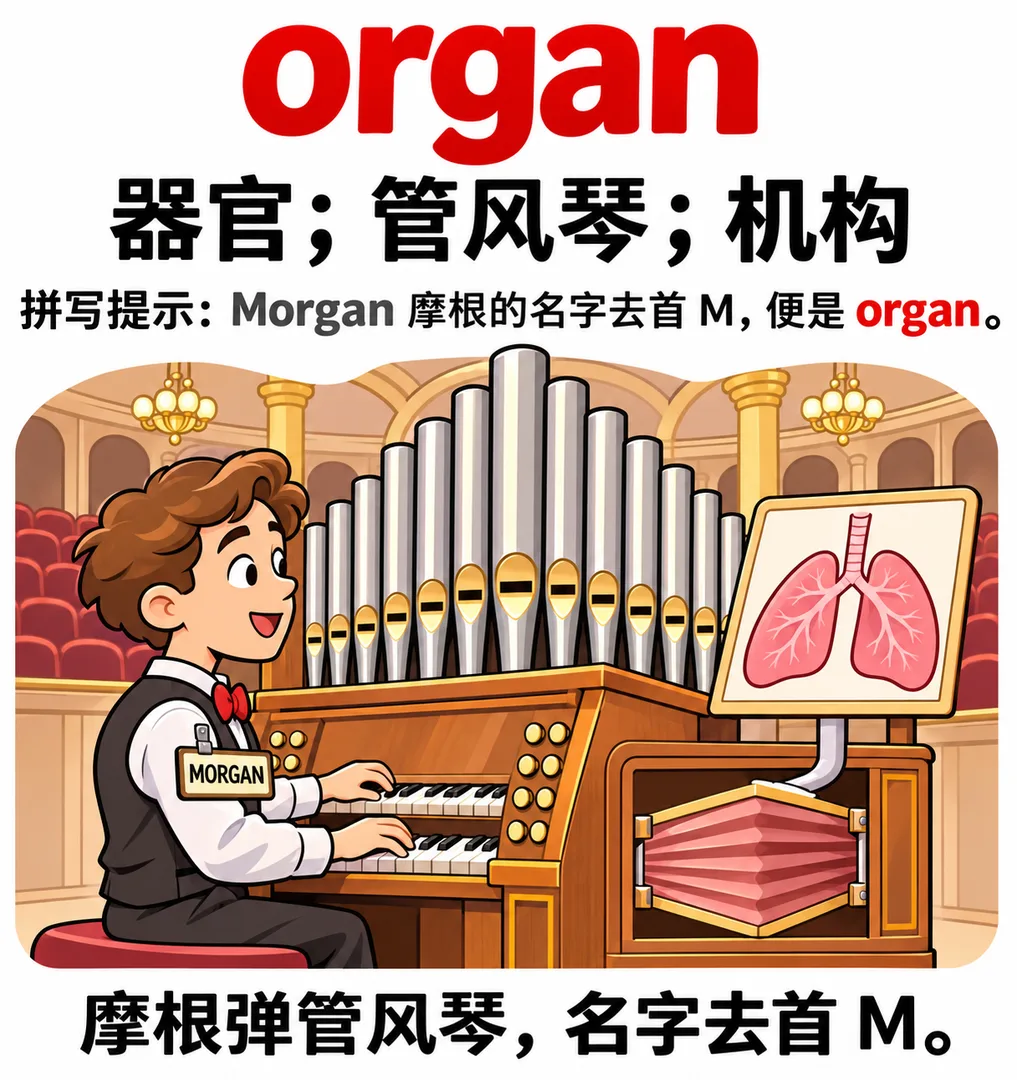 organ
器官；管风琴；机构
拼写提示：Morgan 摩根的名字去首 M，便是 organ。
MORGAN
摩根弹管风琴，名字去首 M。